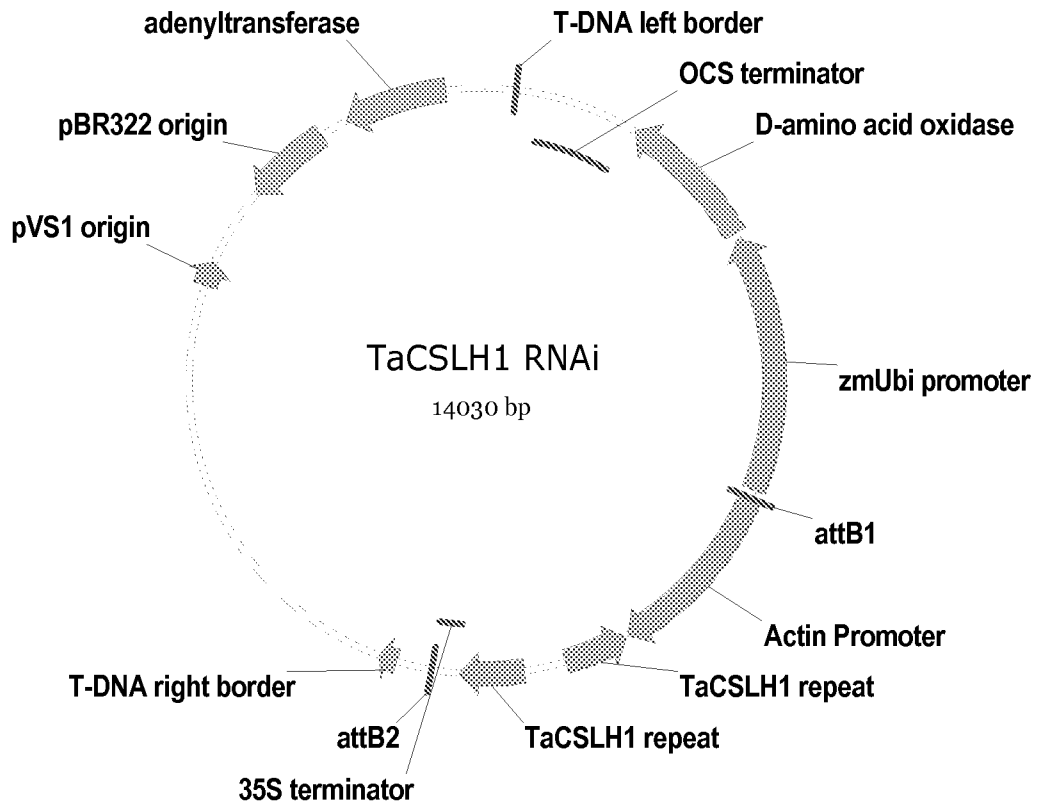 adenyltransferase
T-DNA left border
OCS terminator
pBR322 origin
D-amino acid oxidase
pVS1 origin
TaCSLH1 RNAi
14030 bp
zmUbi promoter
attB1
Actin Promoter
T-DNA right border
TaCSLH1 repeat
attB2
TaCSLH1 repeat
35S terminator